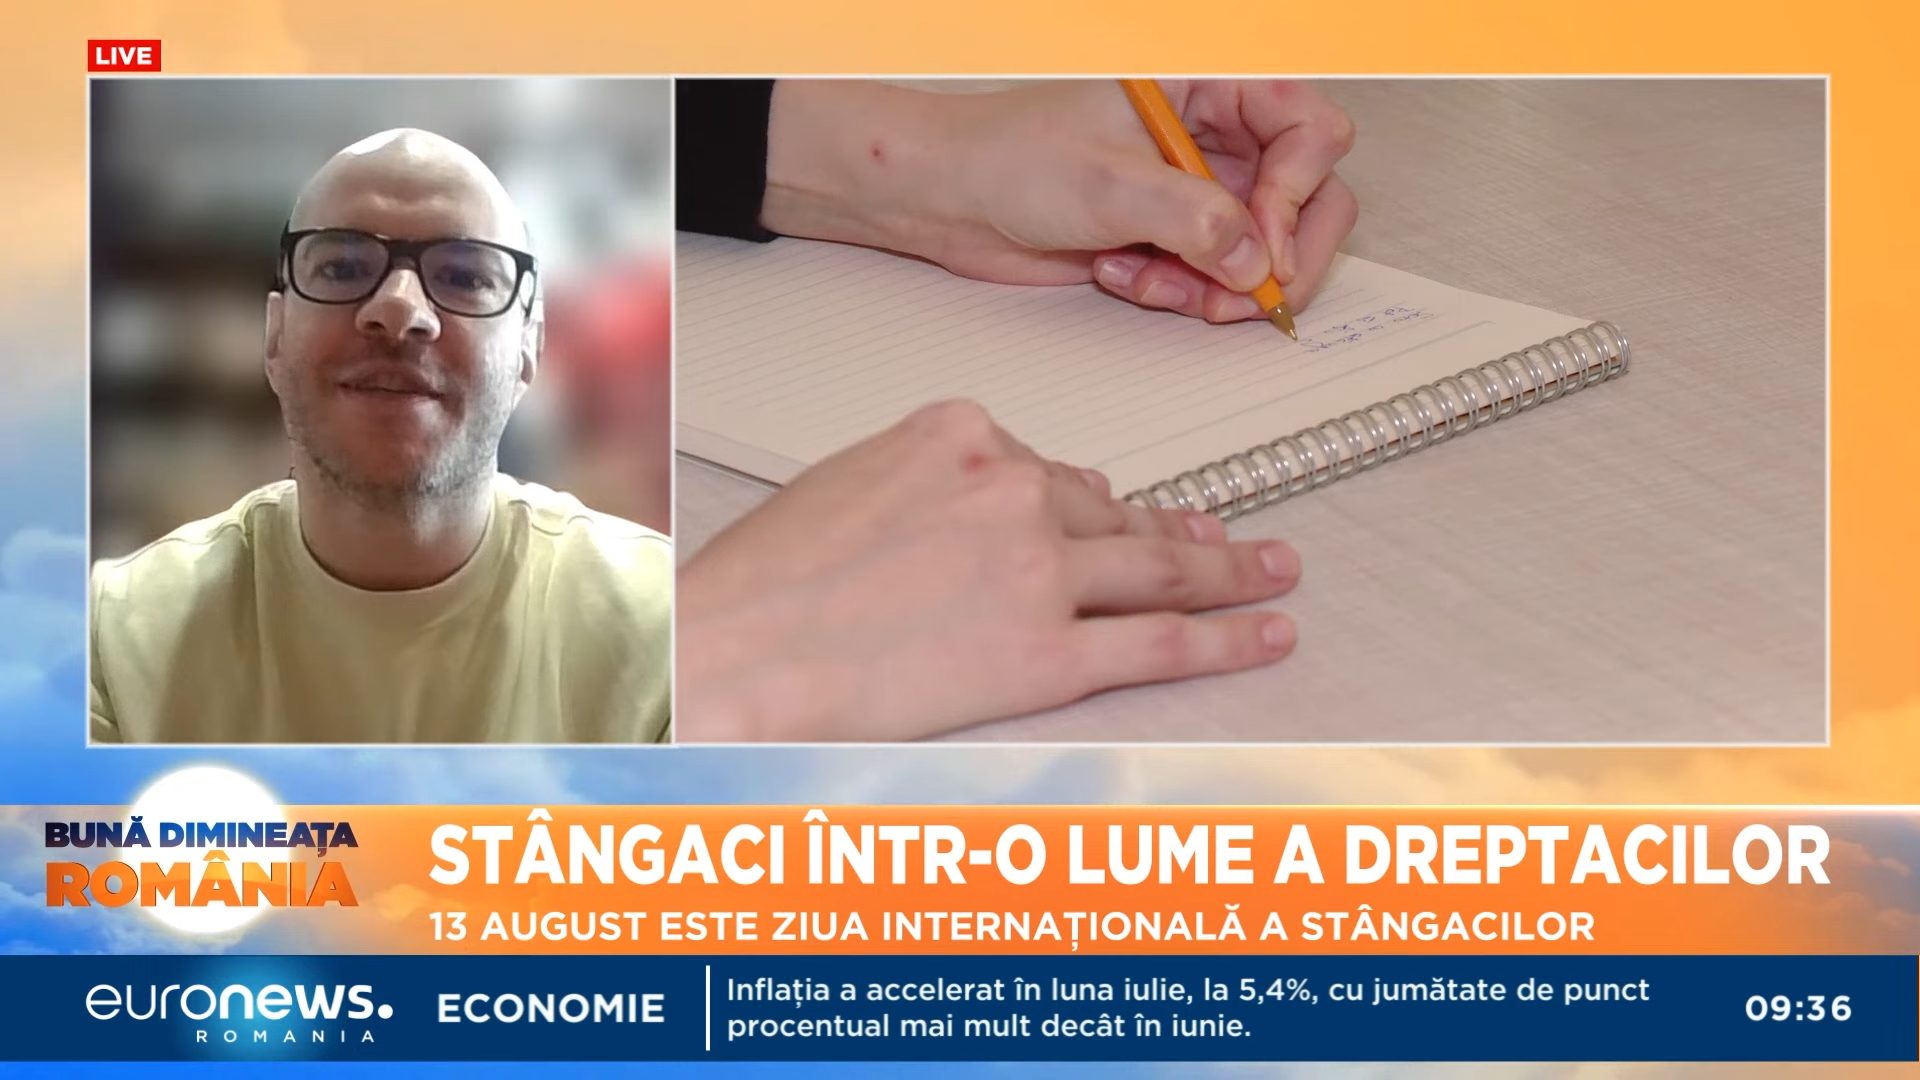 LIVE
BUNĂ DIMINEAȚA
ROMÂNIA
STÂNGACI ÎNTR-O LUME A DREPTACILOR
13 AUGUST ESTE ZIUA INTERNAȚIONALĂ A STÂNGACILOR
euronews.
ROMANIA
ECONOMIE
Inflația a accelerat în luna iulie, la 5,4%, cu jumătate de punct
procentual mai mult decât în iunie.
09:36